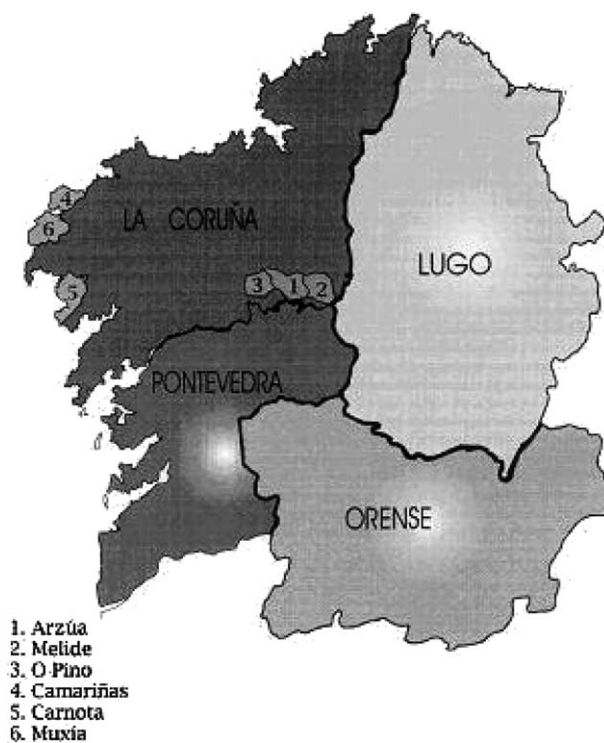 4
6
LA CORUÑA
5
3 1 2
LUGO
PONTEVEDRA
ORENSE
1. Arzúa
2. Melide
3. O Pino
4. Camariñas
5. Carnota
6. Muxía